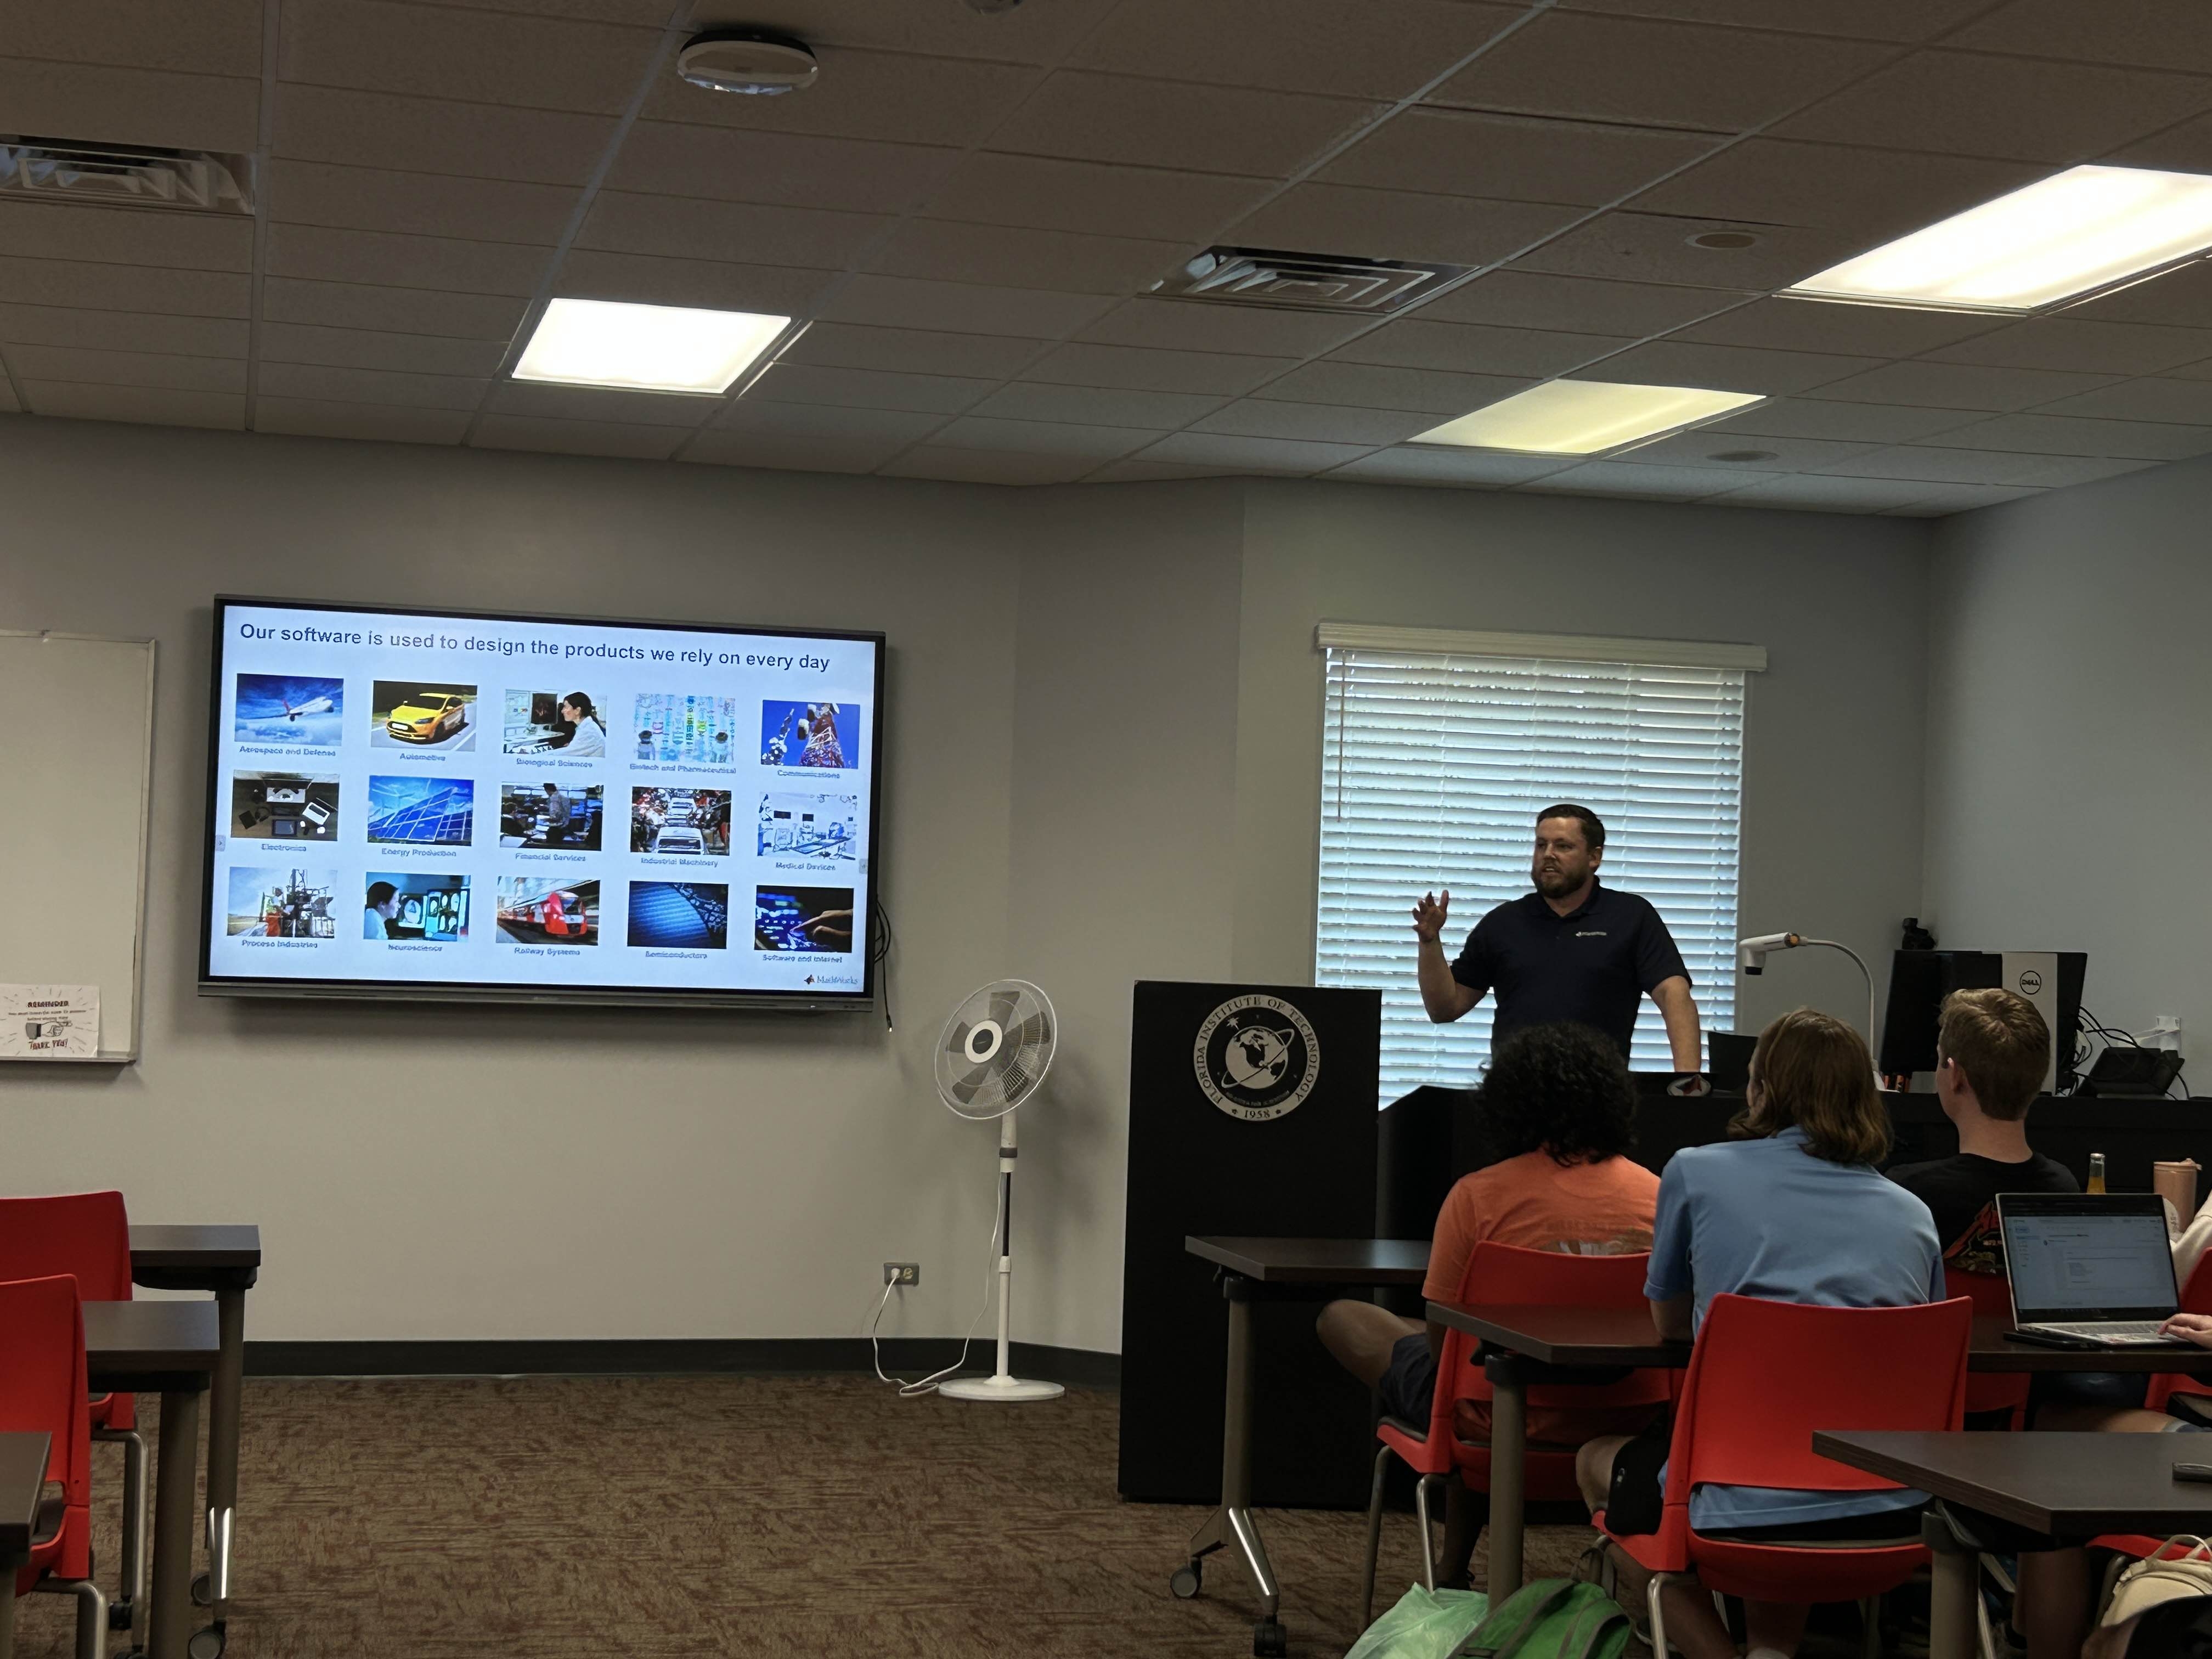 Our software is used to design the products we rely on every day
Aerospace and Defense
Automotive
Biological Sciences
Biotech and Pharmaceutical
Communications
Electronics
Energy Production
Financial Services
Industrial Machinery
Medical Devices
Process Industries
Neuroscience
Railway Systems
Semiconductors
Software and Internet
MathWorks
REMINDER
THANK YOU!
FLORIDA INSTITUTE OF TECHNOLOGY
1958
DELL